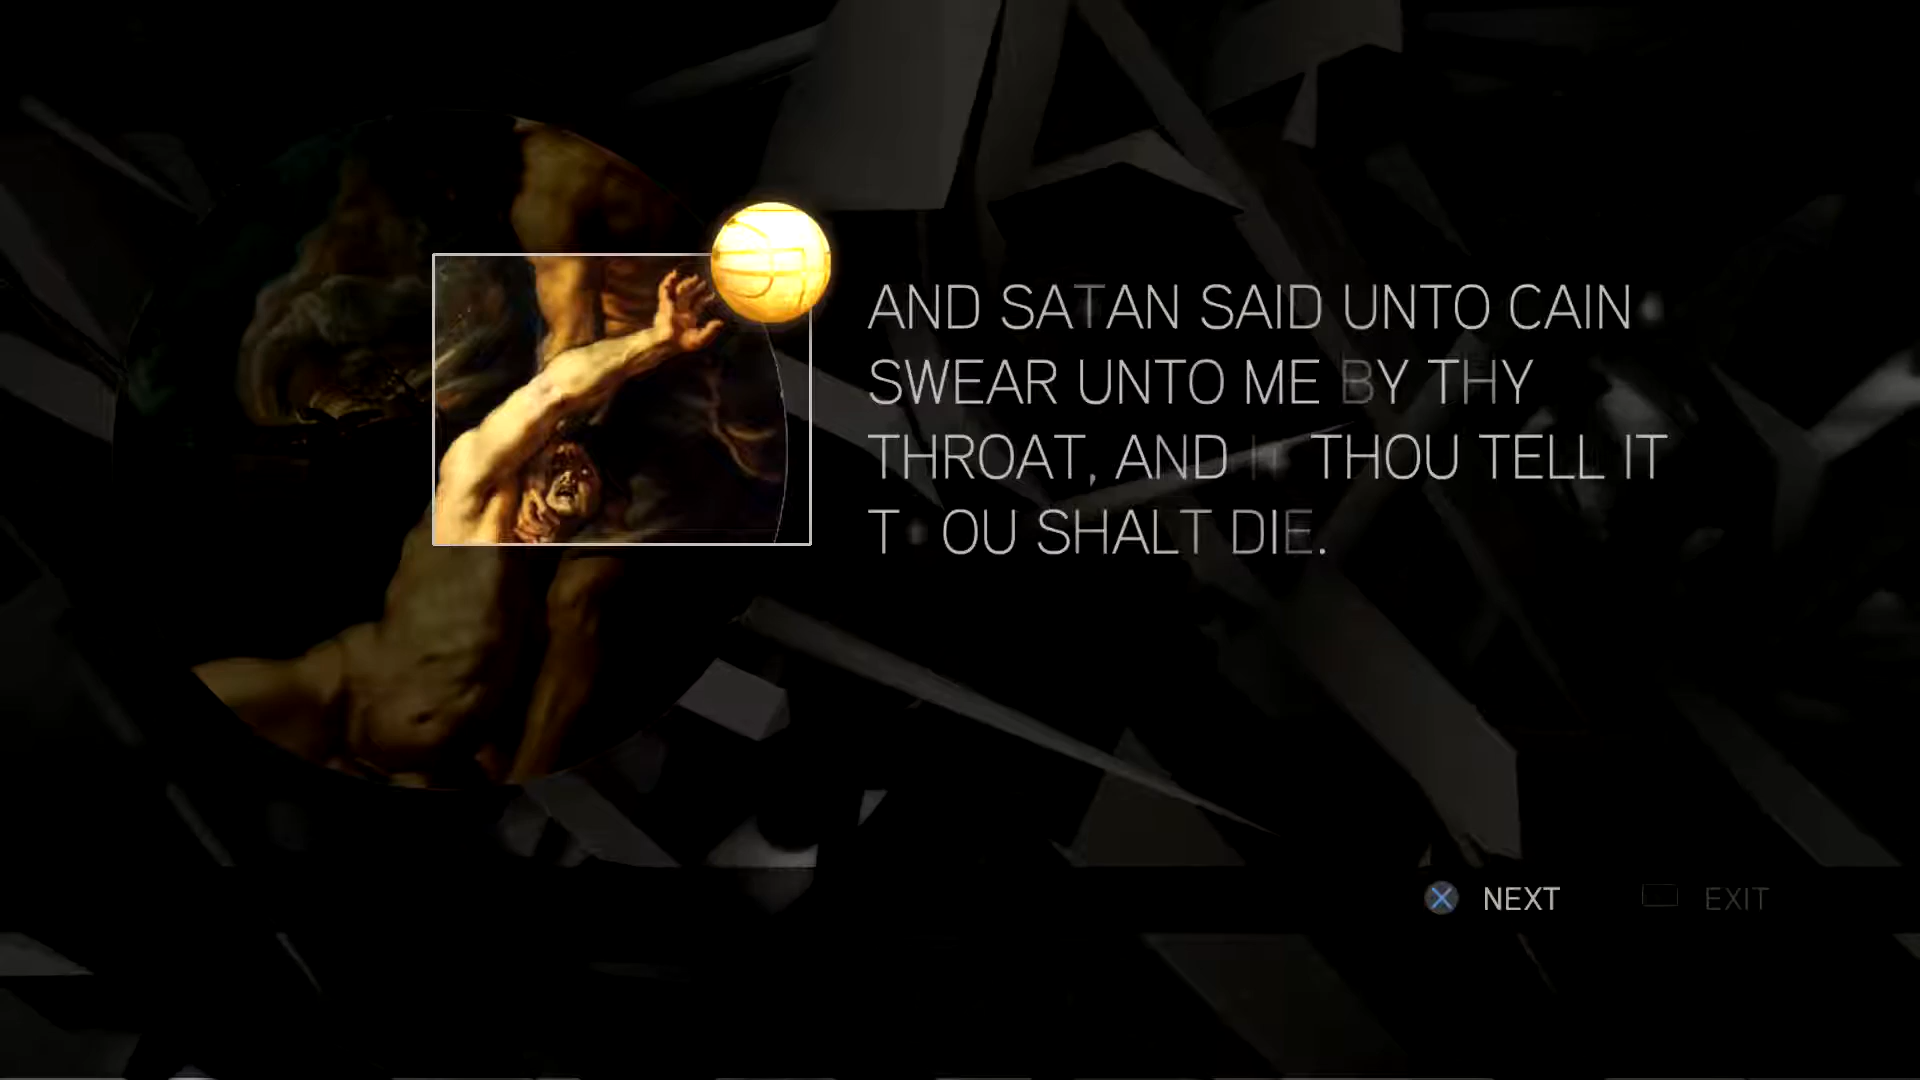 AND SATAN SAID UNTO CAIN
SWEAR UNTO ME BY THY
THROAT, AND THOU TELL IT
T OU SHALT DIE.
NEXT EXIT